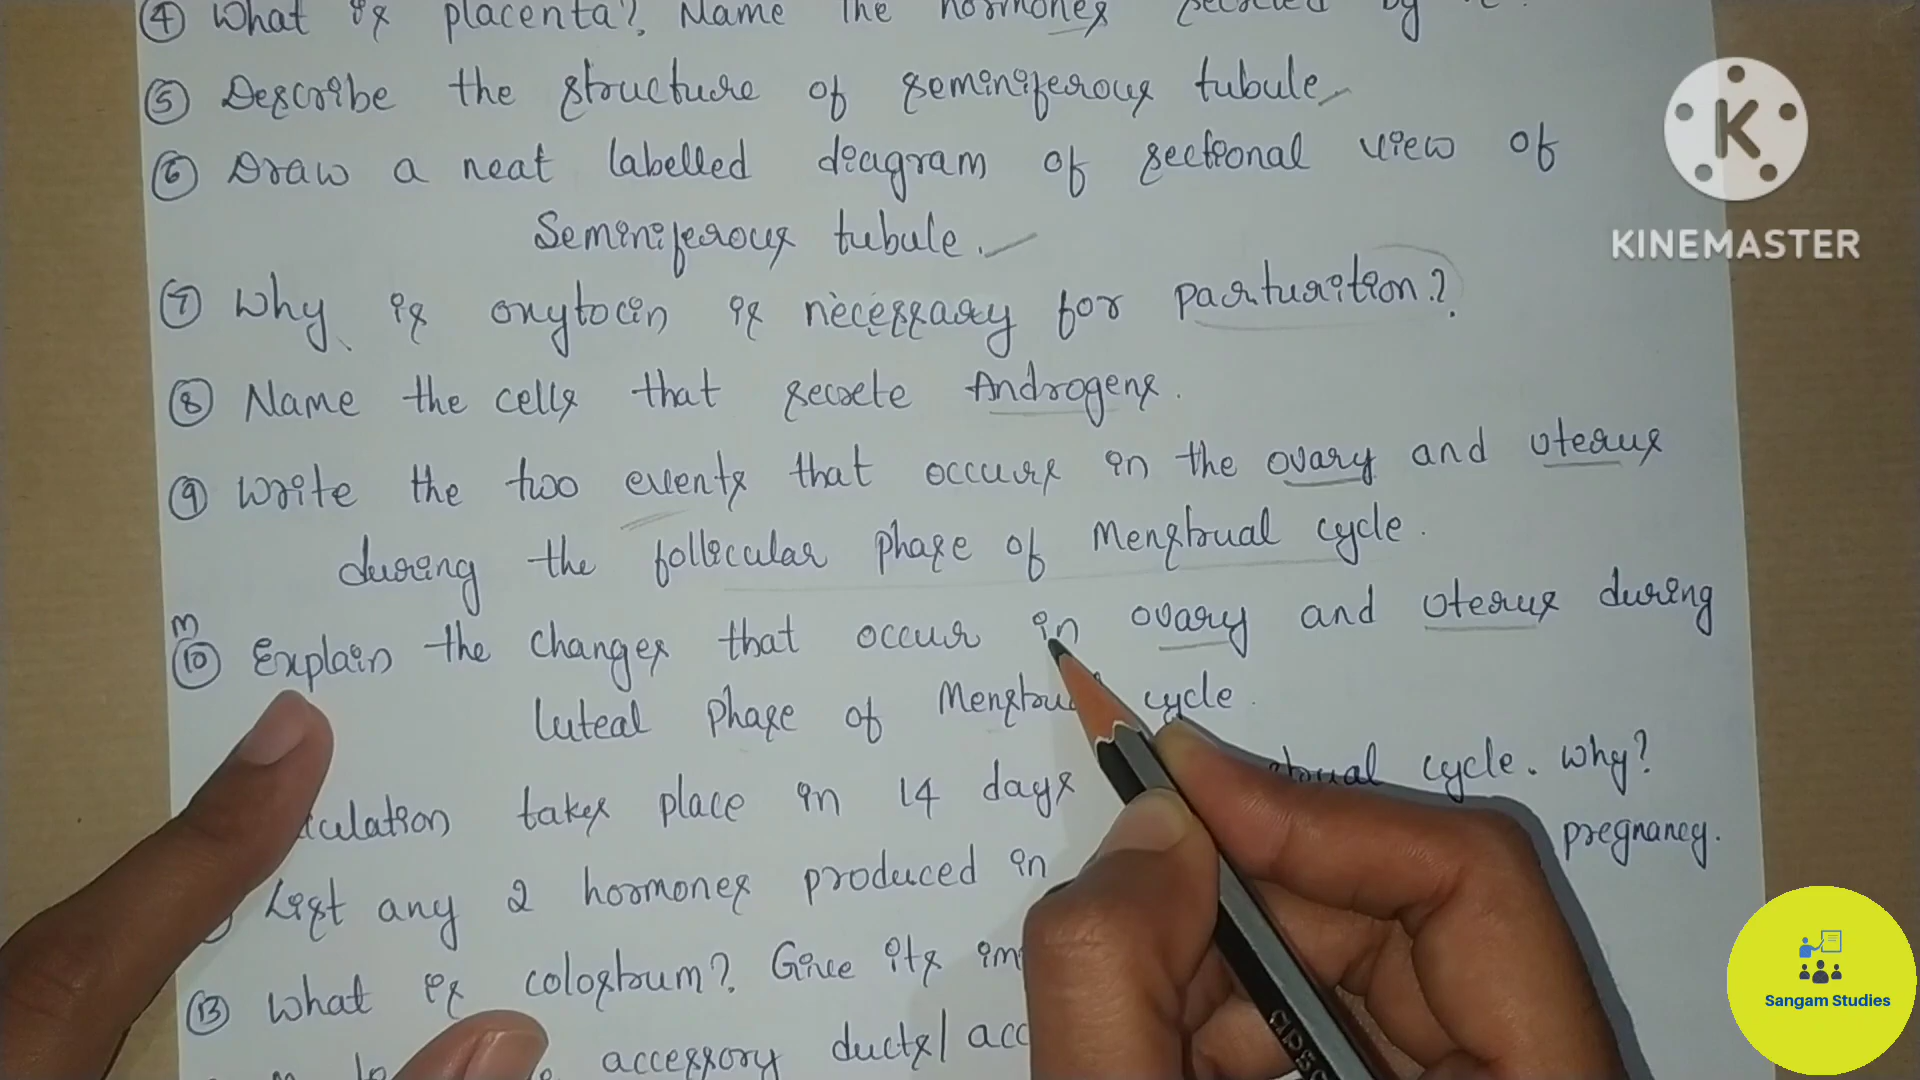 ④ What is placenta? Name the hormones secreted by it.
⑤ Describe the structure of seminiferous tubule
⑥ Draw a neat labelled diagram of sectional view of
Seminiferous tubule.
⑦ Why is oxytocin is necessary for parturition?
⑧ Name the cells that secrete Androgens.
⑨ Write the two events that occurs in the ovary and uterus
during the follicular phase of Menstrual cycle.
M
⑩ Explain the changes that occur in ovary and uterus during
luteal phase of Menstrual cycle.
takes place in 14 days cycle. Why?
List any 2 hormones produced in pregnancy.
⑬ What is colostrum? Give its
accessory ducts/
KINEMASTER
K
Sangam Studies